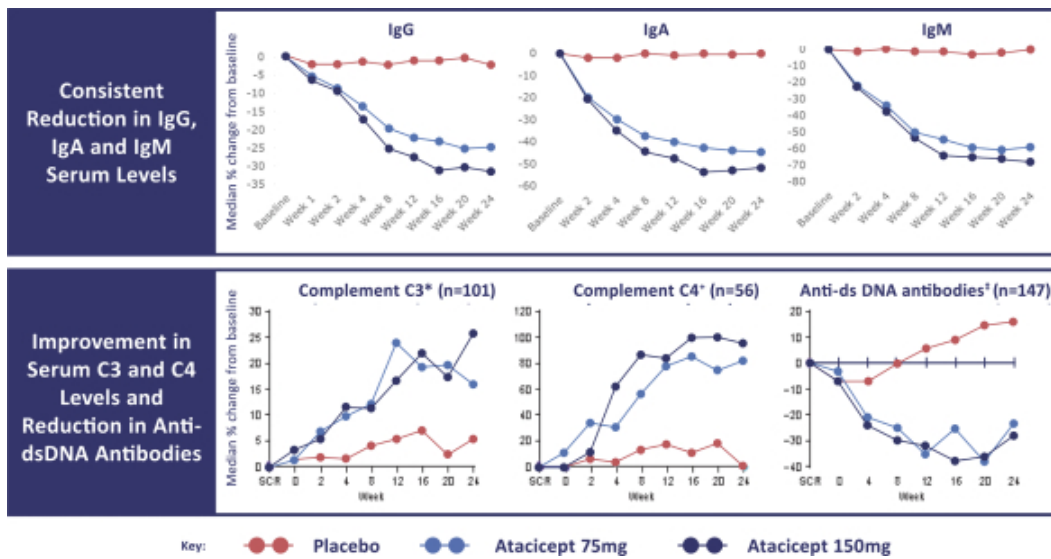 Consistent
Reduction in IgG,
IgA and IgM
Serum Levels
Median % change from baseline
IgG
0
-5
-10
-15
-20
-25
-30
-35
Baseline
Week 1
Week 2
Week 4
Week 8
Week 12
Week 16
Week 20
Week 24
IgA
0
-10
-20
-30
-40
-50
-60
Baseline
Week 2
Week 4
Week 8
Week 12
Week 16
Week 20
Week 24
IgM
0
-10
-20
-30
-40
-50
-60
-70
-80
Baseline
Week 2
Week 4
Week 8
Week 12
Week 16
Week 20
Week 24
Improvement in
Serum C3 and C4
Levels and
Reduction in Anti-
dsDNA Antibodies
Median % change from baseline
Complement C3* (n=101)
30
25
20
15
10
5
0
SCR 0 2 4 8 12 16 20 24
Week
Complement C4⁺ (n=56)
120
100
80
60
40
20
0
SCR 0 2 4 8 12 16 20 24
Week
Anti-ds DNA antibodies‡ (n=147)
20
10
0
-10
-20
-30
-40
SCR 0 4 8 12 16 20 24
Week
Key: Placebo Atacicept 75mg Atacicept 150mg